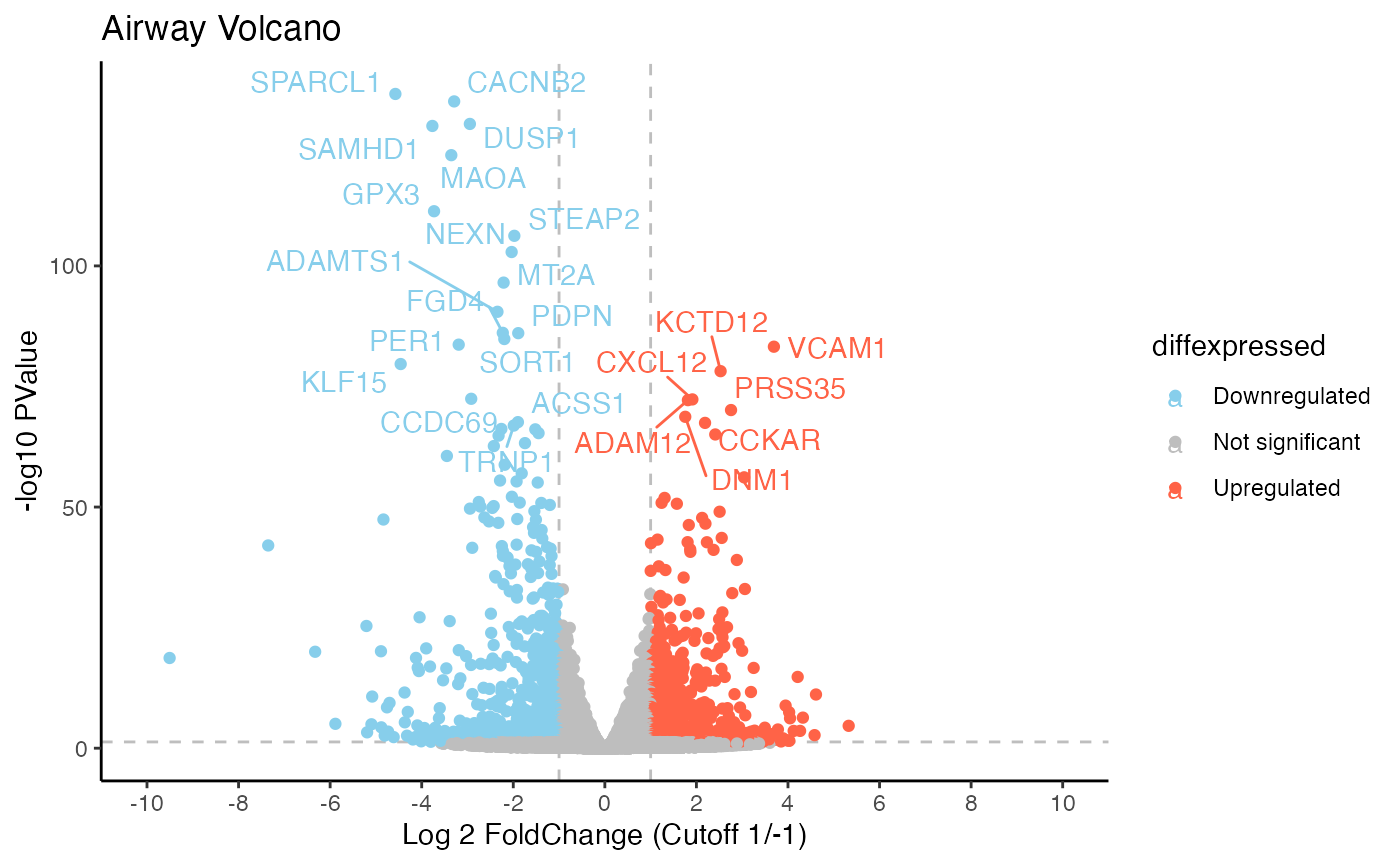 Airway Volcano
SPARCL1
CACNB2
DUSP1
SAMHD1
MAOA
GPX3
STEAP2
NEXN
ADAMTS1
MT2A
FGD4
PDPN
PER1
SORT1
KLF15
ACSS1
CCDC69
TRNP1
KCTD12
VCAM1
CXCL12
PRSS35
ADAM12
CCKAR
DNM1
100
50
0
-log10 PValue
-10 -8 -6 -4 -2 0 2 4 6 8 10
Log 2 FoldChange (Cutoff 1/-1)
diffexpressed
a Downregulated
a Not significant
a Upregulated